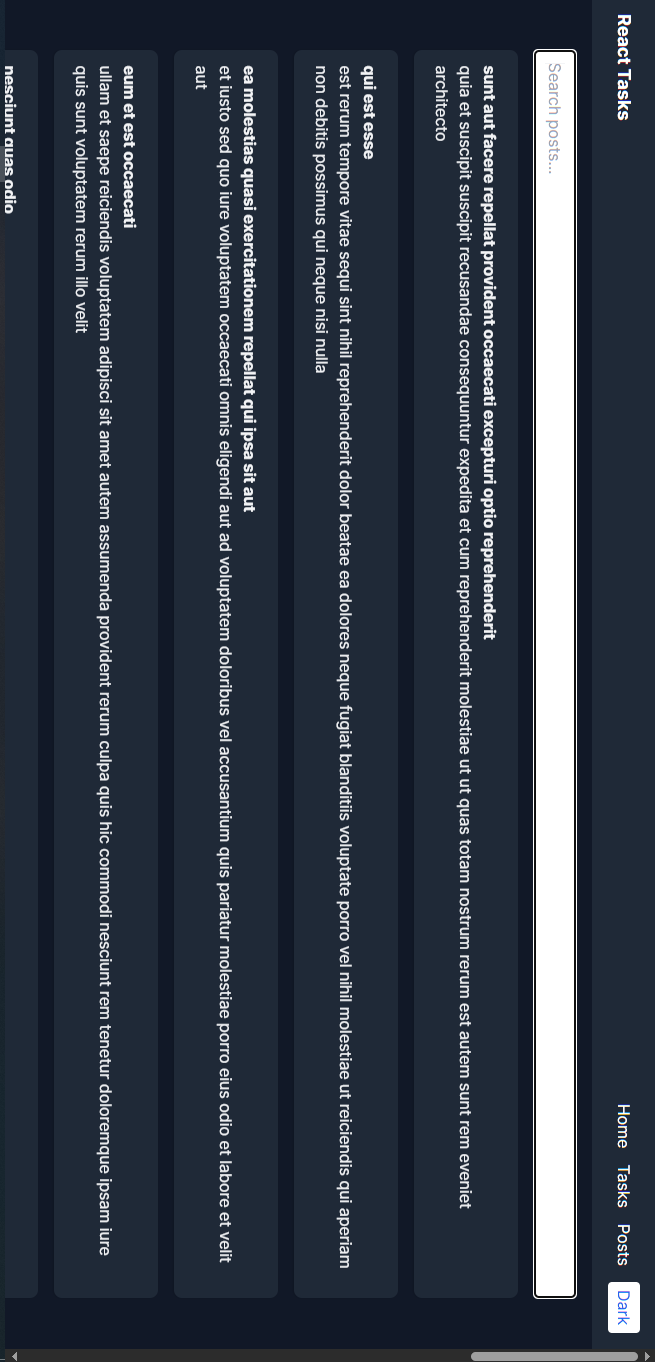 React Tasks
Home Tasks Posts Dark
Search posts...
sunt aut facere repellat provident occaecati excepturi optio reprehenderit
quia et suscipit suscipit recusandae consequuntur expedita et cum reprehenderit molestiae ut ut quas totam nostrum rerum est autem sunt rem eveniet
architecto
qui est esse
est rerum tempore vitae sequi sint nihil reprehenderit dolor beatae ea dolores neque fugiat blanditiis voluptate porro vel nihil molestiae ut reiciendis qui aperiam
non debitis possimus qui neque nisi nulla
ea molestias quasi exercitationem repellat qui ipsa sit aut
et iusto sed quo iure voluptatem occaecati omnis eligendi aut ad voluptatem doloribus vel accusantium quis pariatur molestiae porro eius odio et labore et velit
aut
eum et est occaecati
ullam et saepe reiciendis voluptatem adipisci sit amet autem assumenda provident rerum culpa quis hic commodi nesciunt rem tenetur doloremque ipsam iure
quis sunt voluptatem rerum illo velit
nesciunt quas odio